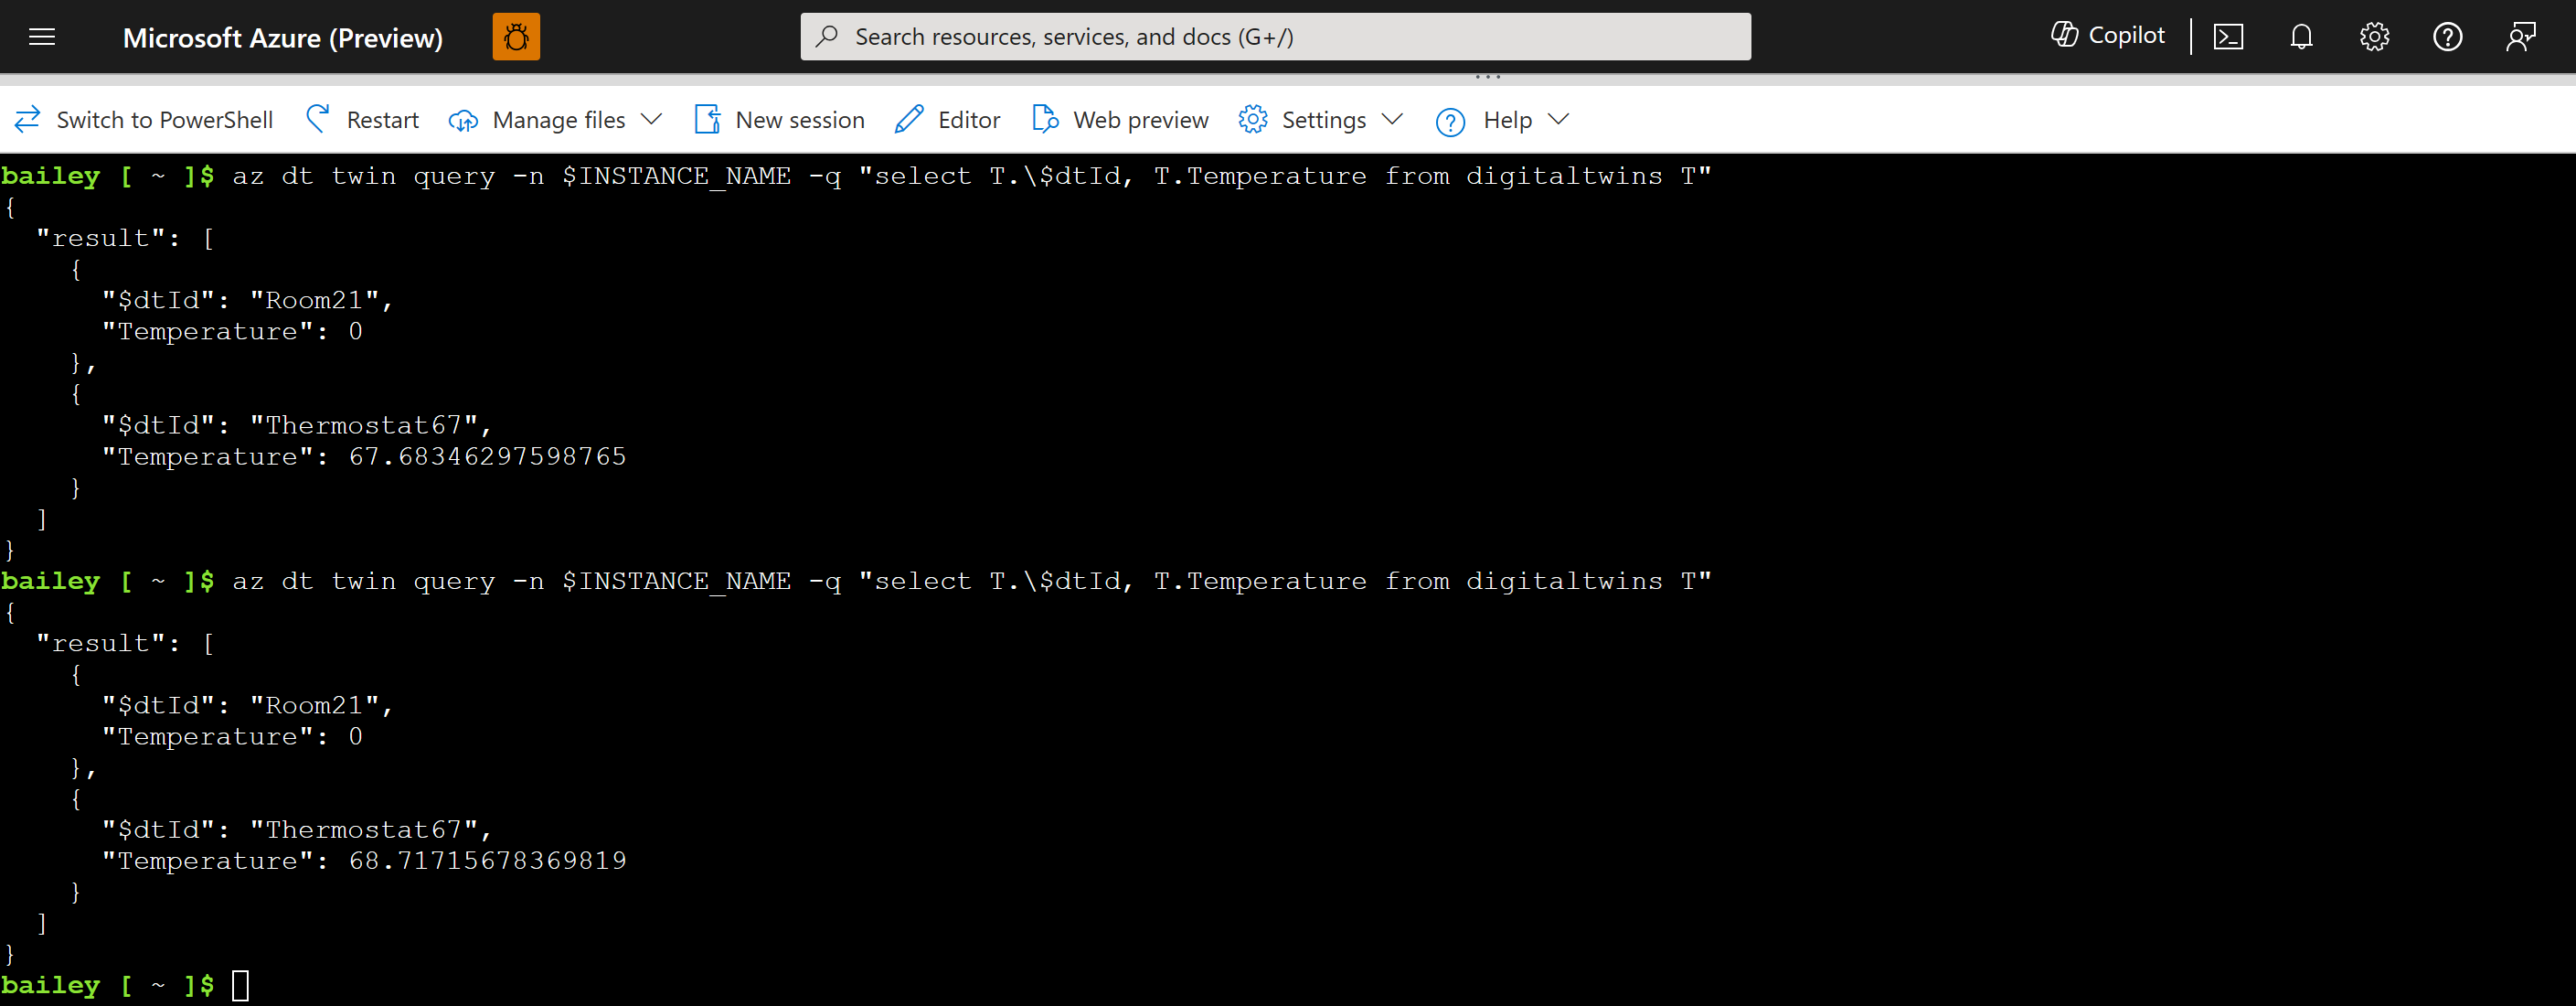 Microsoft Azure (Preview)
Search resources, services, and docs (G+/)
Copilot
Switch to PowerShell Restart Manage files New session Editor Web preview Settings Help
bailey [ ~ ]$ az dt twin query -n $INSTANCE_NAME -q "select T.\$dtId, T.Temperature from digitaltwins T"
{
  "result": [
    {
      "$dtId": "Room21",
      "Temperature": 0
    },
    {
      "$dtId": "Thermostat67",
      "Temperature": 67.68346297598765
    }
  ]
}
bailey [ ~ ]$ az dt twin query -n $INSTANCE_NAME -q "select T.\$dtId, T.Temperature from digitaltwins T"
{
  "result": [
    {
      "$dtId": "Room21",
      "Temperature": 0
    },
    {
      "$dtId": "Thermostat67",
      "Temperature": 68.71715678369819
    }
  ]
}
bailey [ ~ ]$